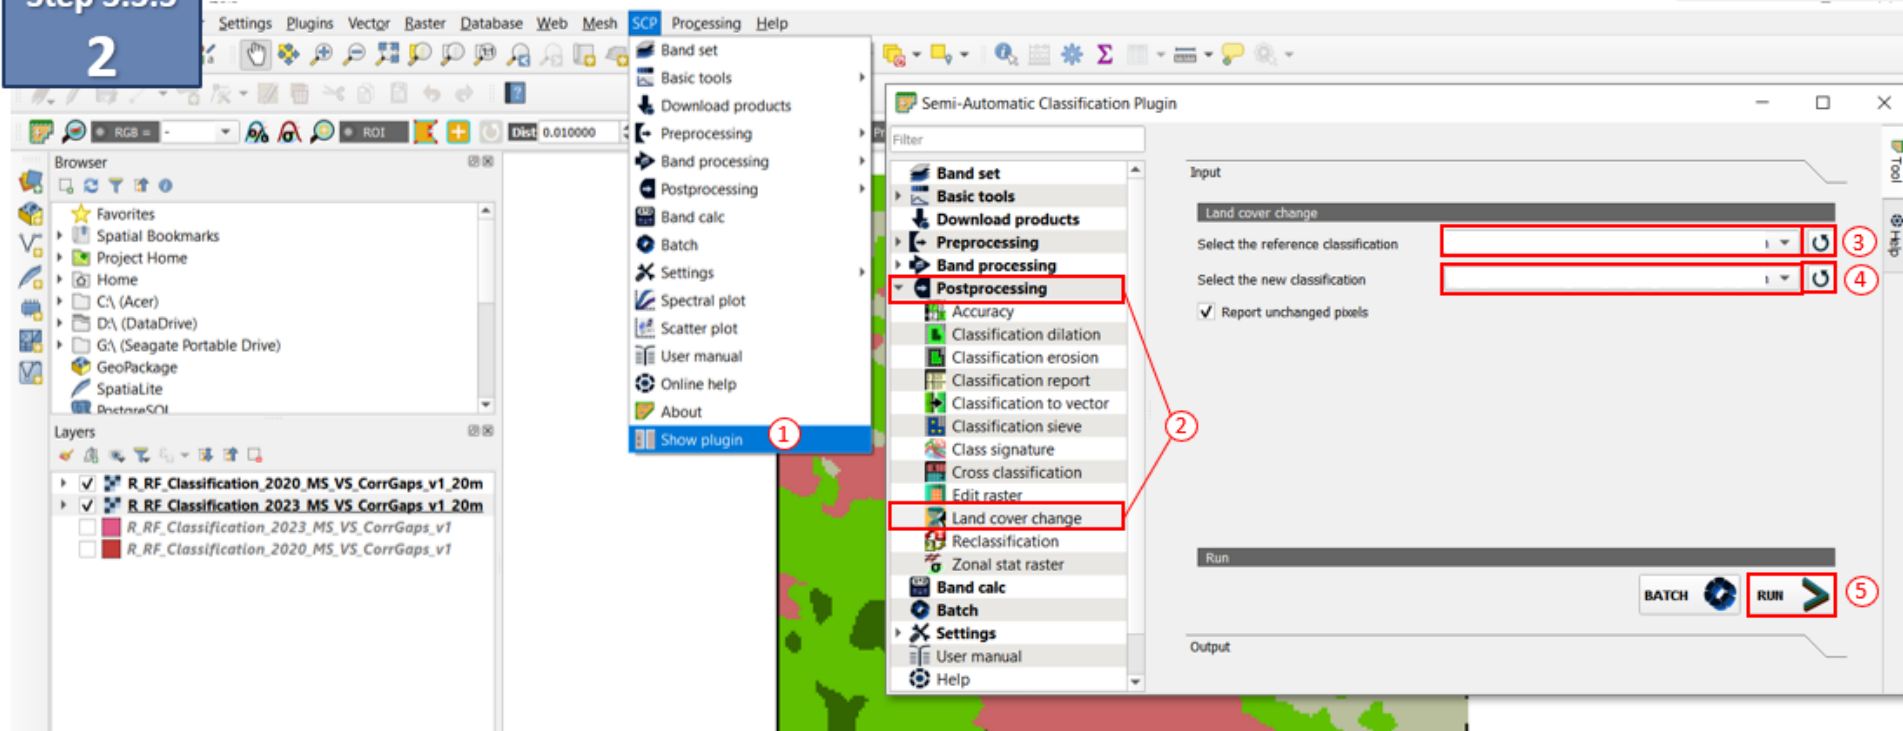 Step 3.3.3
2
Settings Plugins Vector Raster Database Web Mesh SCP Processing Help
RGB = - ROI Dist 0.010000
Browser
Favorites
Spatial Bookmarks
Project Home
Home
C:\ (Acer)
D:\ (DataDrive)
G:\ (Seagate Portable Drive)
GeoPackage
SpatiaLite
PostgreSQL
Layers
R_RF_Classification_2020_MS_VS_CorrGaps_v1_20m
R_RF_Classification_2023_MS_VS_CorrGaps_v1_20m
R_RF_Classification_2023_MS_VS_CorrGaps_v1
R_RF_Classification_2020_MS_VS_CorrGaps_v1
Band set
Basic tools
Download products
Preprocessing
Band processing
Postprocessing
Band calc
Batch
Settings
Spectral plot
Scatter plot
User manual
Online help
About
Show plugin 1
Semi-Automatic Classification Plugin
Filter
Band set
Basic tools
Download products
Preprocessing
Band processing
Postprocessing
Accuracy
Classification dilation
Classification erosion
Classification report
Classification to vector
Classification sieve
Class signature
Cross classification
Edit raster
Land cover change
Reclassification
Zonal stat raster
Band calc
Batch
Settings
User manual
Help
2
Input
Land cover change
Select the reference classification 3
Select the new classification 4
Report unchanged pixels
Run
BATCH RUN 5
Output
Tool
Help